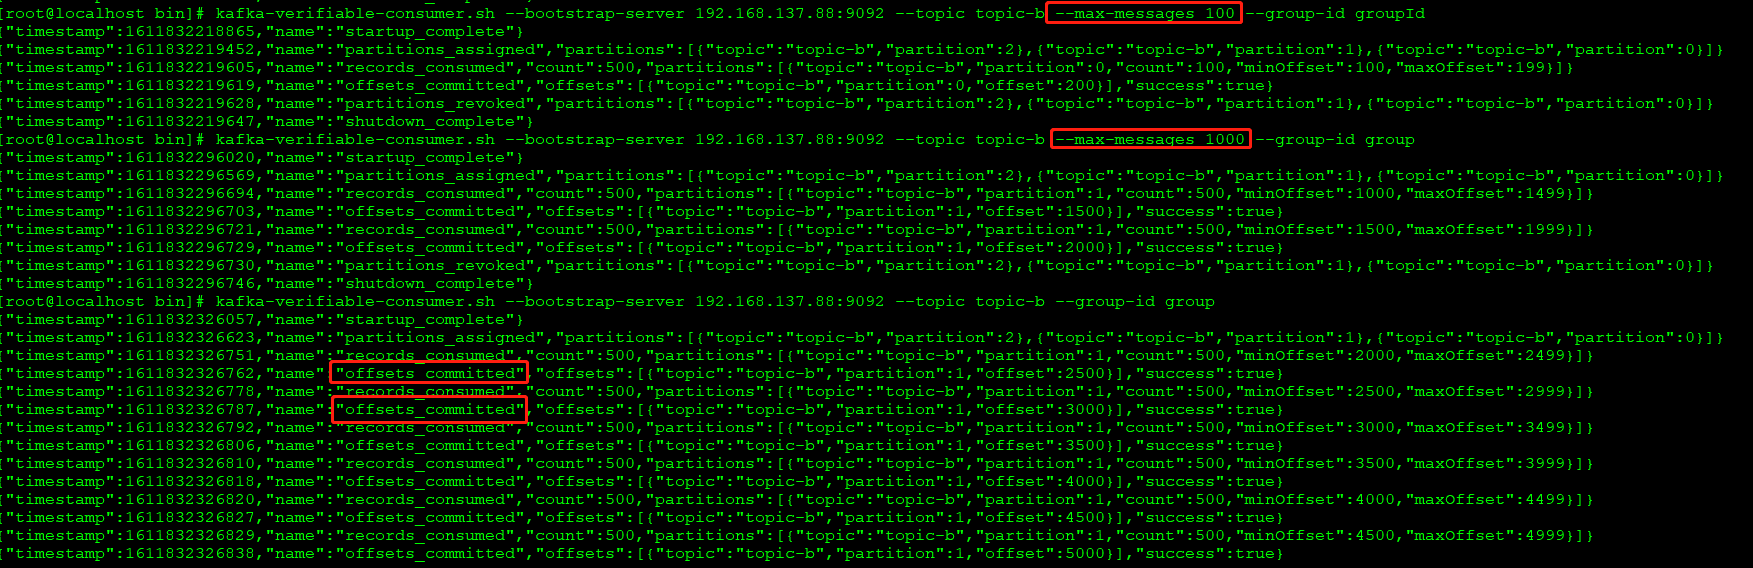 [root@localhost bin]# kafka-verifiable-consumer.sh --bootstrap-server 192.168.137.88:9092 --topic topic-b --max-messages 100 --group-id groupId
{"timestamp":1611832218865,"name":"startup_complete"}
{"timestamp":1611832219452,"name":"partitions_assigned","partitions":[{"topic":"topic-b","partition":2},{"topic":"topic-b","partition":1},{"topic":"topic-b","partition":0}]}
{"timestamp":1611832219605,"name":"records_consumed","count":500,"partitions":[{"topic":"topic-b","partition":0,"count":100,"minOffset":100,"maxOffset":199}]}
{"timestamp":1611832219619,"name":"offsets_committed","offsets":[{"topic":"topic-b","partition":0,"offset":200}],"success":true}
{"timestamp":1611832219628,"name":"partitions_revoked","partitions":[{"topic":"topic-b","partition":2},{"topic":"topic-b","partition":1},{"topic":"topic-b","partition":0}]}
{"timestamp":1611832219647,"name":"shutdown_complete"}
[root@localhost bin]# kafka-verifiable-consumer.sh --bootstrap-server 192.168.137.88:9092 --topic topic-b --max-messages 1000 --group-id group
{"timestamp":1611832296020,"name":"startup_complete"}
{"timestamp":1611832296569,"name":"partitions_assigned","partitions":[{"topic":"topic-b","partition":2},{"topic":"topic-b","partition":1},{"topic":"topic-b","partition":0}]}
{"timestamp":1611832296694,"name":"records_consumed","count":500,"partitions":[{"topic":"topic-b","partition":1,"count":500,"minOffset":1000,"maxOffset":1499}]}
{"timestamp":1611832296703,"name":"offsets_committed","offsets":[{"topic":"topic-b","partition":1,"offset":1500}],"success":true}
{"timestamp":1611832296721,"name":"records_consumed","count":500,"partitions":[{"topic":"topic-b","partition":1,"count":500,"minOffset":1500,"maxOffset":1999}]}
{"timestamp":1611832296729,"name":"offsets_committed","offsets":[{"topic":"topic-b","partition":1,"offset":2000}],"success":true}
{"timestamp":1611832296730,"name":"partitions_revoked","partitions":[{"topic":"topic-b","partition":2},{"topic":"topic-b","partition":1},{"topic":"topic-b","partition":0}]}
{"timestamp":1611832296746,"name":"shutdown_complete"}
[root@localhost bin]# kafka-verifiable-consumer.sh --bootstrap-server 192.168.137.88:9092 --topic topic-b --group-id group
{"timestamp":1611832326057,"name":"startup_complete"}
{"timestamp":1611832326623,"name":"partitions_assigned","partitions":[{"topic":"topic-b","partition":2},{"topic":"topic-b","partition":1},{"topic":"topic-b","partition":0}]}
{"timestamp":1611832326751,"name":"records_consumed","count":500,"partitions":[{"topic":"topic-b","partition":1,"count":500,"minOffset":2000,"maxOffset":2499}]}
{"timestamp":1611832326762,"name":"offsets_committed","offsets":[{"topic":"topic-b","partition":1,"offset":2500}],"success":true}
{"timestamp":1611832326778,"name":"records_consumed","count":500,"partitions":[{"topic":"topic-b","partition":1,"count":500,"minOffset":2500,"maxOffset":2999}]}
{"timestamp":1611832326787,"name":"offsets_committed","offsets":[{"topic":"topic-b","partition":1,"offset":3000}],"success":true}
{"timestamp":1611832326792,"name":"records_consumed","count":500,"partitions":[{"topic":"topic-b","partition":1,"count":500,"minOffset":3000,"maxOffset":3499}]}
{"timestamp":1611832326806,"name":"offsets_committed","offsets":[{"topic":"topic-b","partition":1,"offset":3500}],"success":true}
{"timestamp":1611832326810,"name":"records_consumed","count":500,"partitions":[{"topic":"topic-b","partition":1,"count":500,"minOffset":3500,"maxOffset":3999}]}
{"timestamp":1611832326818,"name":"offsets_committed","offsets":[{"topic":"topic-b","partition":1,"offset":4000}],"success":true}
{"timestamp":1611832326820,"name":"records_consumed","count":500,"partitions":[{"topic":"topic-b","partition":1,"count":500,"minOffset":4000,"maxOffset":4499}]}
{"timestamp":1611832326827,"name":"offsets_committed","offsets":[{"topic":"topic-b","partition":1,"offset":4500}],"success":true}
{"timestamp":1611832326829,"name":"records_consumed","count":500,"partitions":[{"topic":"topic-b","partition":1,"count":500,"minOffset":4500,"maxOffset":4999}]}
{"timestamp":1611832326838,"name":"offsets_committed","offsets":[{"topic":"topic-b","partition":1,"offset":5000}],"success":true}